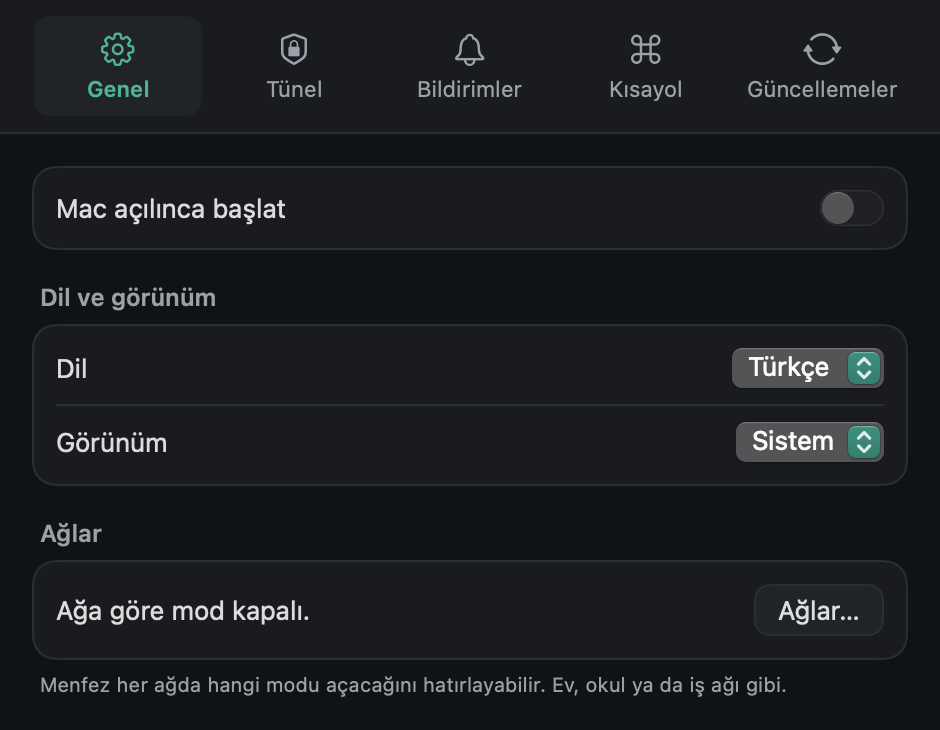 Genel
Tünel
Bildirimler
Kısayol
Güncellemeler
Mac açılınca başlat
Dil ve görünüm
Dil
Türkçe
Görünüm
Sistem
Ağlar
Ağa göre mod kapalı.
Ağlar...
Menfez her ağda hangi modu açacağını hatırlayabilir. Ev, okul ya da iş ağı gibi.